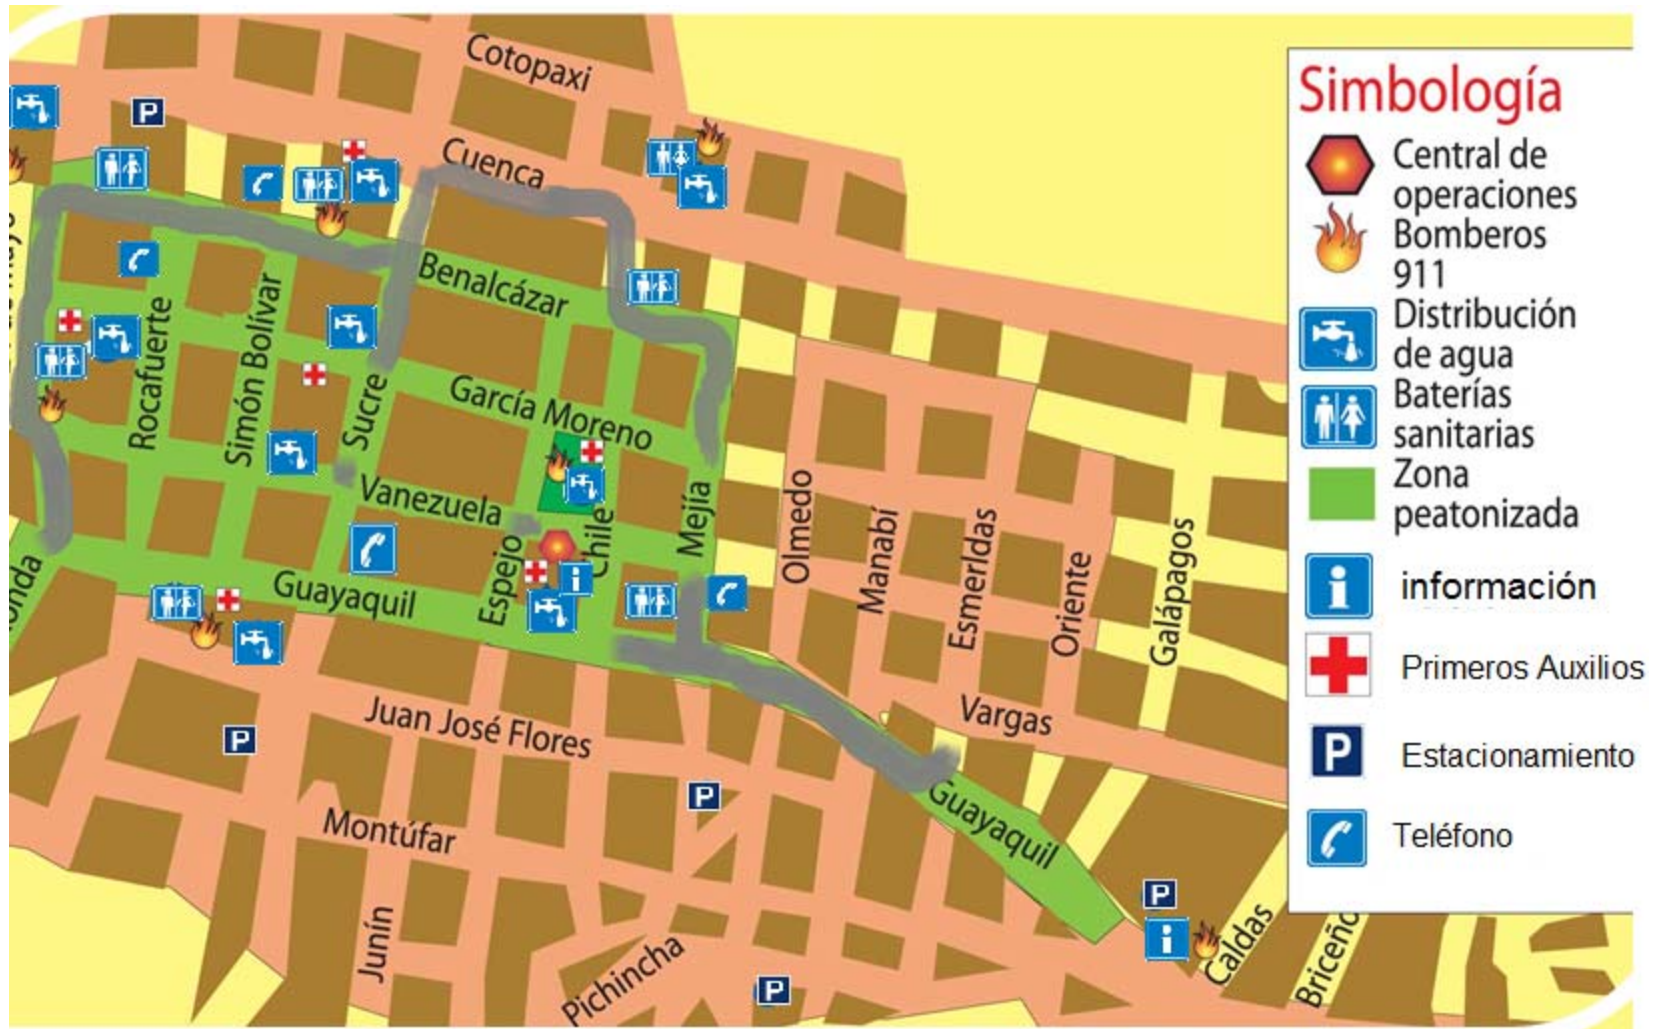 Cotopaxi
Cuenca
Benalcázar
Rocafuerte
Simón Bolívar
Sucre
García Moreno
Vanezuela
Espejo
Chile
Mejía
Guayaquil
Olmedo
Manabí
Esmerldas
Oriente
Galápagos
Vargas
Juan José Flores
Montúfar
Guayaquil
Junín
Pichincha
Caldas
Briceño
P
P
P
P
P
i
i
Simbología
Central de
operaciones
Bomberos
911
Distribución
de agua
Baterías
sanitarias
Zona
peatonizada
i
información
Primeros Auxilios
P
Estacionamiento
Teléfono